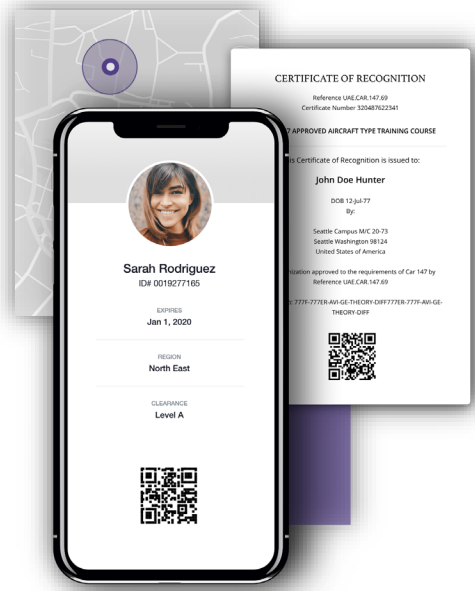 CERTIFICATE OF RECOGNITION
Reference UAE.CAR.147.69
Certificate Number 320487622341
7 APPROVED AIRCRAFT TYPE TRAINING COURSE
is Certificate of Recognition is issued to:
John Doe Hunter
DOB 12-Jul-77
By:
Seattle Campus M/C 20-73
Seattle Washington 98124
United States of America
nization approved to the requirements of Car 147 by
Reference UAE.CAR.147.69
: 777F-777ER-AVI-GE-THEORY-DIFF777ER-777F-AVI-GE-
THEORY-DIFF
Sarah Rodriguez
ID# 0019277165
EXPIRES
Jan 1, 2020
REGION
North East
CLEARANCE
Level A